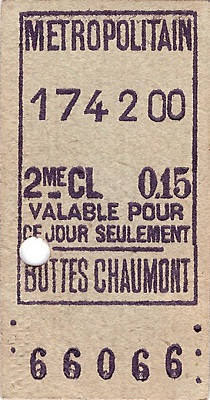 METROPOLITAIN
174200
2ME CL 0.15
VALABLE POUR
CE JOUR SEULEMENT
BUTTES CHAUMONT
66066